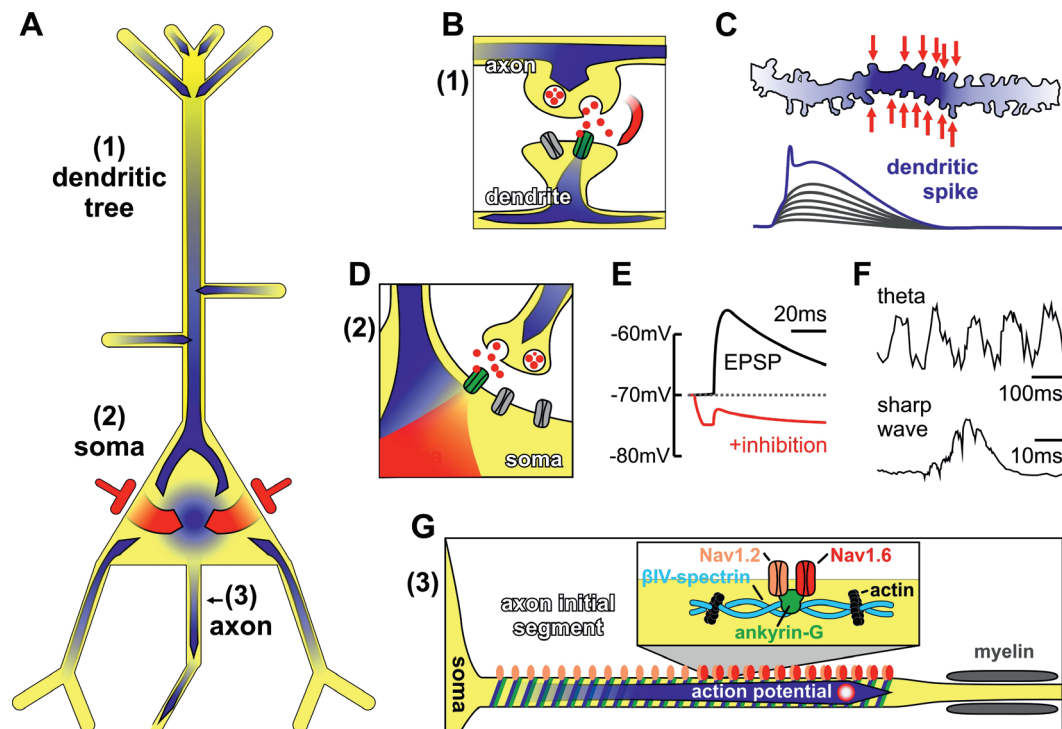 A
(1)
dendritic
tree
(2)
soma
(3)
axon
B
(1)
axon
dendrite
C
dendritic
spike
D
(2)
soma
E
20ms
-60mV
EPSP
-70mV
+inhibition
-80mV
F
theta
100ms
sharp
wave
10ms
G
(3)
Nav1.2
Nav1.6
βIV-spectrin
actin
ankyrin-G
axon initial
segment
myelin
soma
action potential